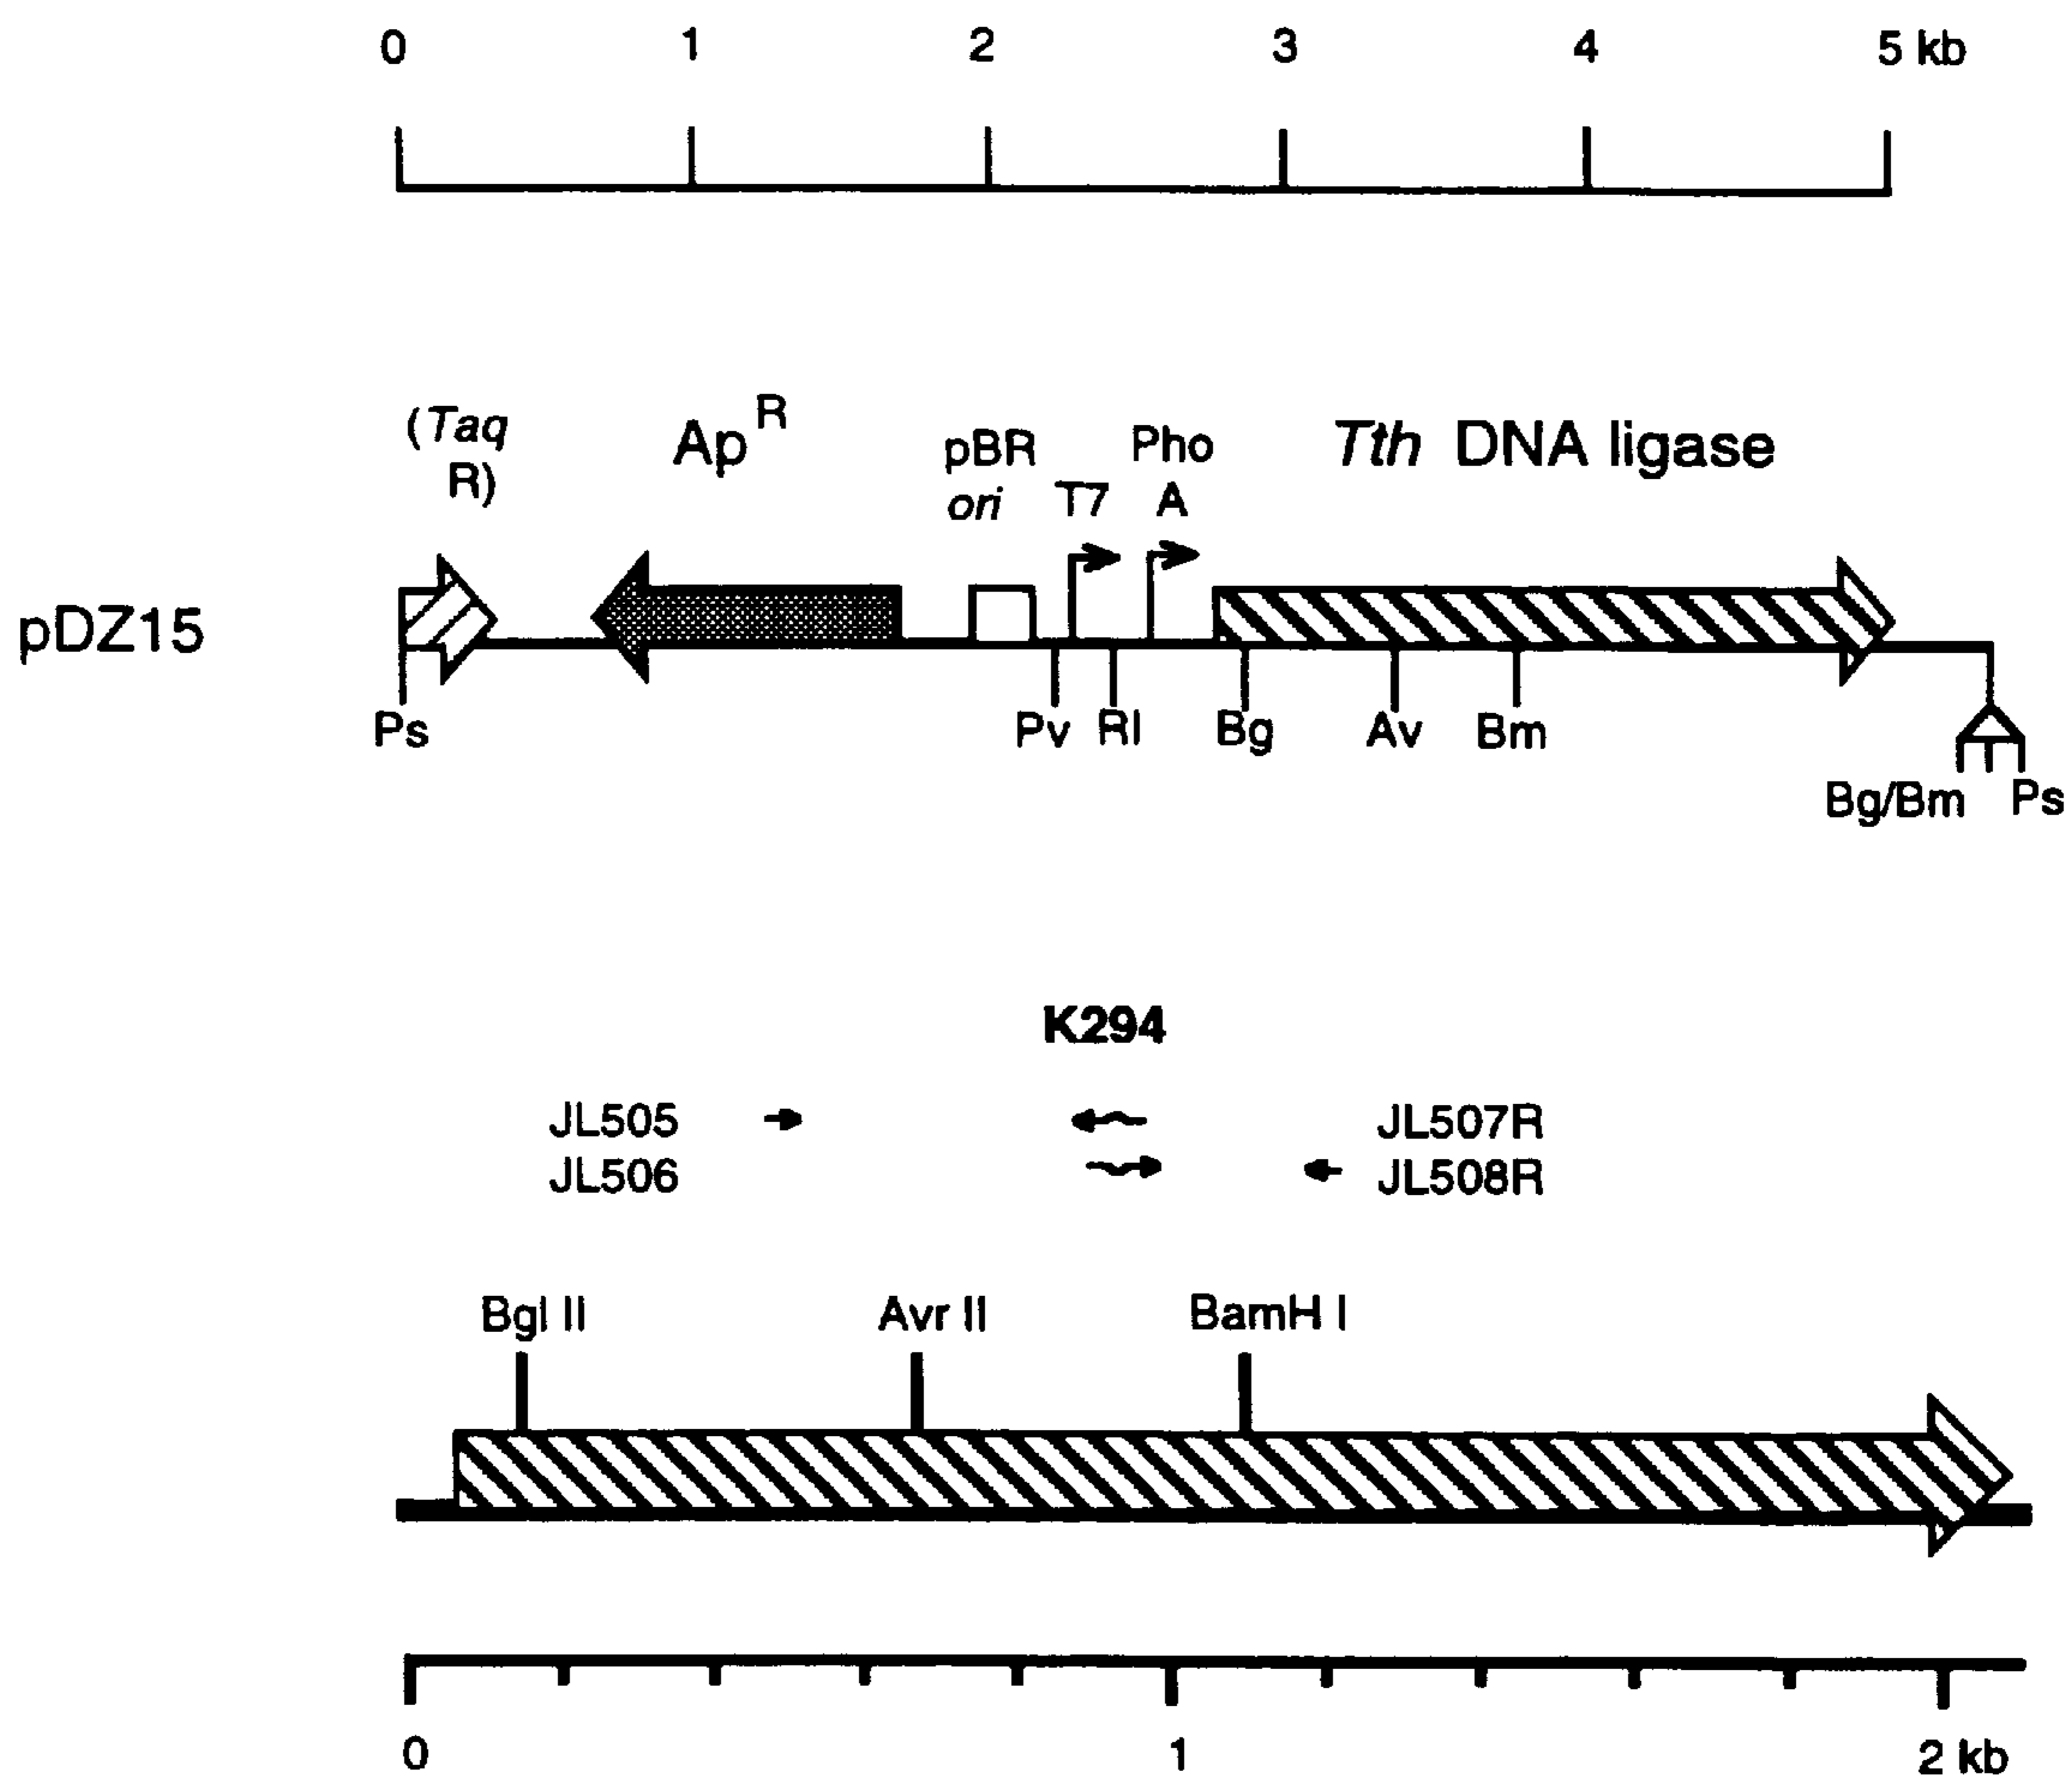 0 1 2 3 4 5 kb
(Taq R) Ap R pBR ori T7 Pho A Tth DNA ligase
pDZ15
Ps Pv RI Bg Av Bm
Bg/Bm Ps
K294
JL505 JL507R
JL506 JL508R
Bgl II Avr II BamH I
0 1 2 kb